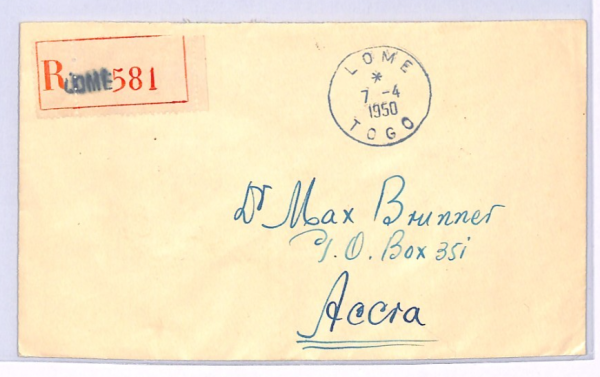 R LOME 581
LOME
*
7 -4
1950
TOGO
Dr Max Brunner
P.O. Box 351
Accra